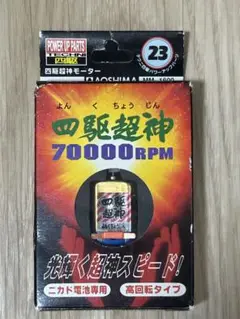 POWER UP PARTS
四駆超神モーター
23
AOSHIMA
よん く ちょう じん
四駆超神
70000RPM
四駆
超神
光輝く超神スピード!
ニカド電池専用
高回転タイプ